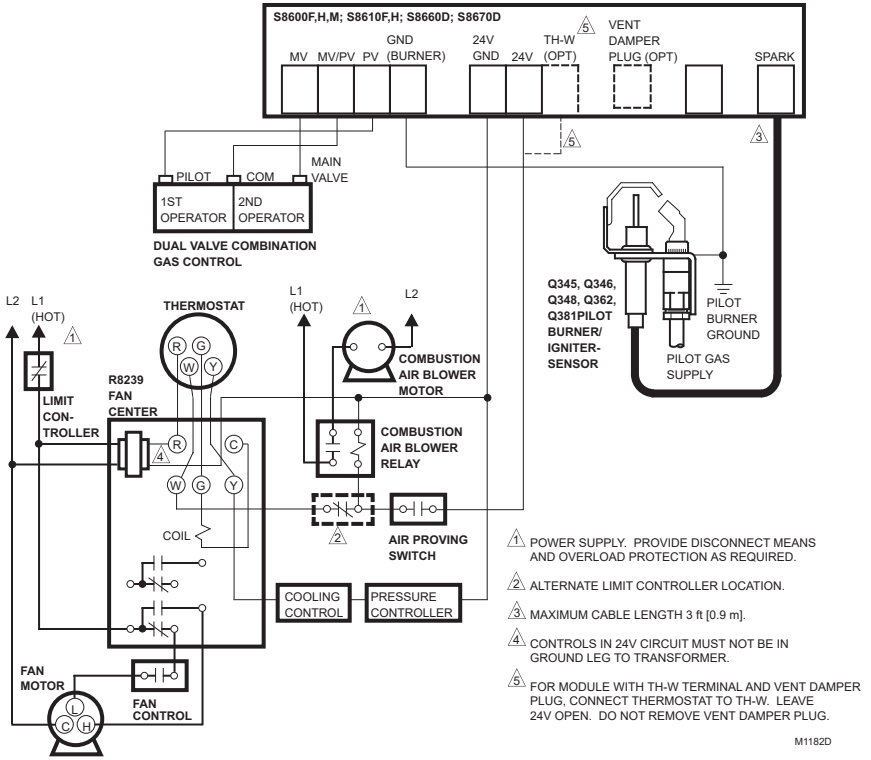 S8600F,H,M; S8610F,H; S8660D; S8670D
MV
MV/PV
PV
GND
(BURNER)
24V
GND
24V
TH-W
(OPT)
5
VENT
DAMPER
PLUG (OPT)
SPARK
5
3
PILOT
COM
MAIN
VALVE
1ST
OPERATOR
2ND
OPERATOR
DUAL VALVE COMBINATION
GAS CONTROL
Q345, Q346,
Q348, Q362,
Q381PILOT
BURNER/
IGNITER-
SENSOR
PILOT
BURNER
GROUND
PILOT GAS
SUPPLY
L2
L1
(HOT)
1
THERMOSTAT
R
G
W
Y
L1
(HOT)
1
L2
COMBUSTION
AIR BLOWER
MOTOR
LIMIT
CON-
TROLLER
R8239
FAN
CENTER
COMBUSTION
AIR BLOWER
RELAY
4
R
C
W
G
Y
COIL
2
AIR PROVING
SWITCH
COOLING
CONTROL
PRESSURE
CONTROLLER
FAN
MOTOR
L
C
H
FAN
CONTROL
1 POWER SUPPLY. PROVIDE DISCONNECT MEANS
AND OVERLOAD PROTECTION AS REQUIRED.
2 ALTERNATE LIMIT CONTROLLER LOCATION.
3 MAXIMUM CABLE LENGTH 3 ft [0.9 m].
4 CONTROLS IN 24V CIRCUIT MUST NOT BE IN
GROUND LEG TO TRANSFORMER.
5 FOR MODULE WITH TH-W TERMINAL AND VENT DAMPER
PLUG, CONNECT THERMOSTAT TO TH-W. LEAVE
24V OPEN. DO NOT REMOVE VENT DAMPER PLUG.
M1182D